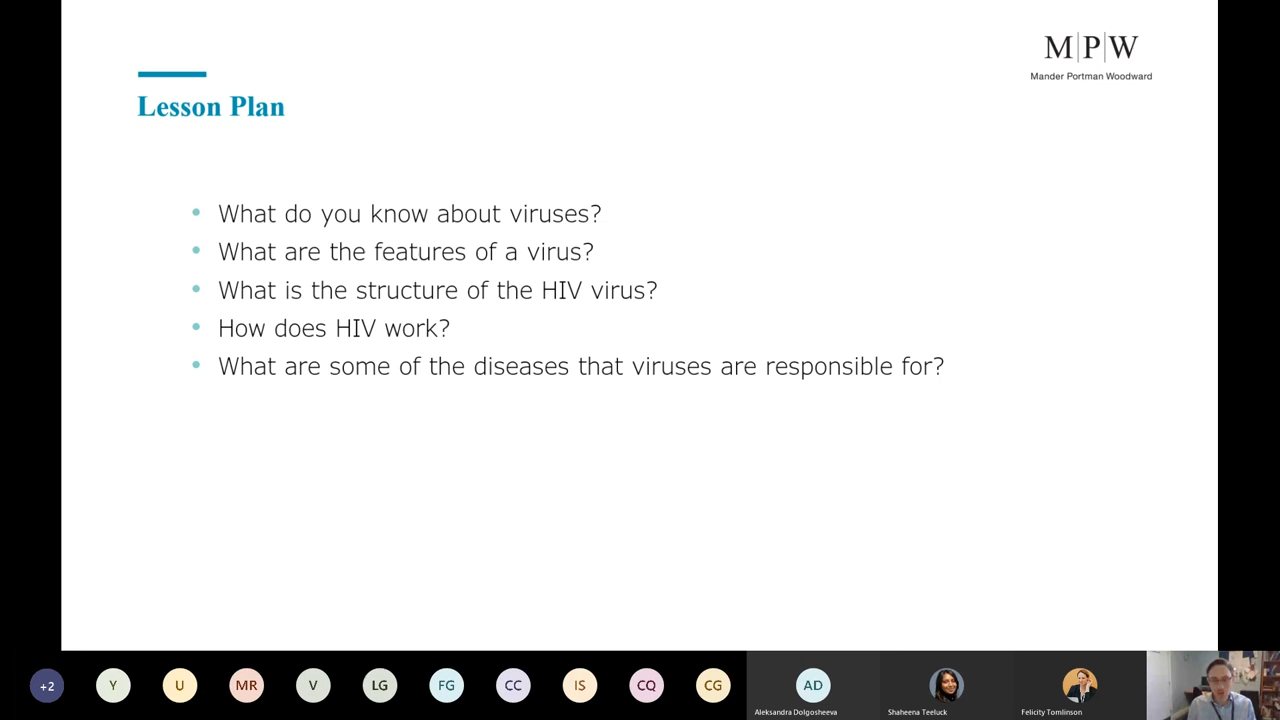 M|P|W
Mander Portman Woodward
Lesson Plan
• What do you know about viruses?
• What are the features of a virus?
• What is the structure of the HIV virus?
• How does HIV work?
• What are some of the diseases that viruses are responsible for?
+2
Y
U
MR
V
LG
FG
CC
IS
CQ
CG
AD
Aleksandra Dolgosheeva
Shaheena Teeluck
Felicity Tomlinson